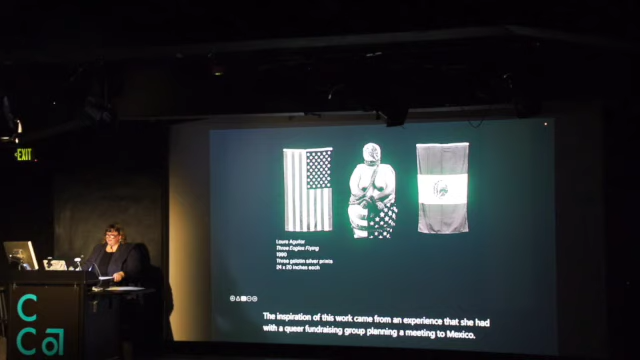 EXIT
Laura Aguilar
Three Eagles Flying
1990
Three gelatin silver prints
24 x 20 inches each
The inspiration of this work came from an experience that she had
with a queer fundraising group planning a meeting to Mexico.
C
Ca